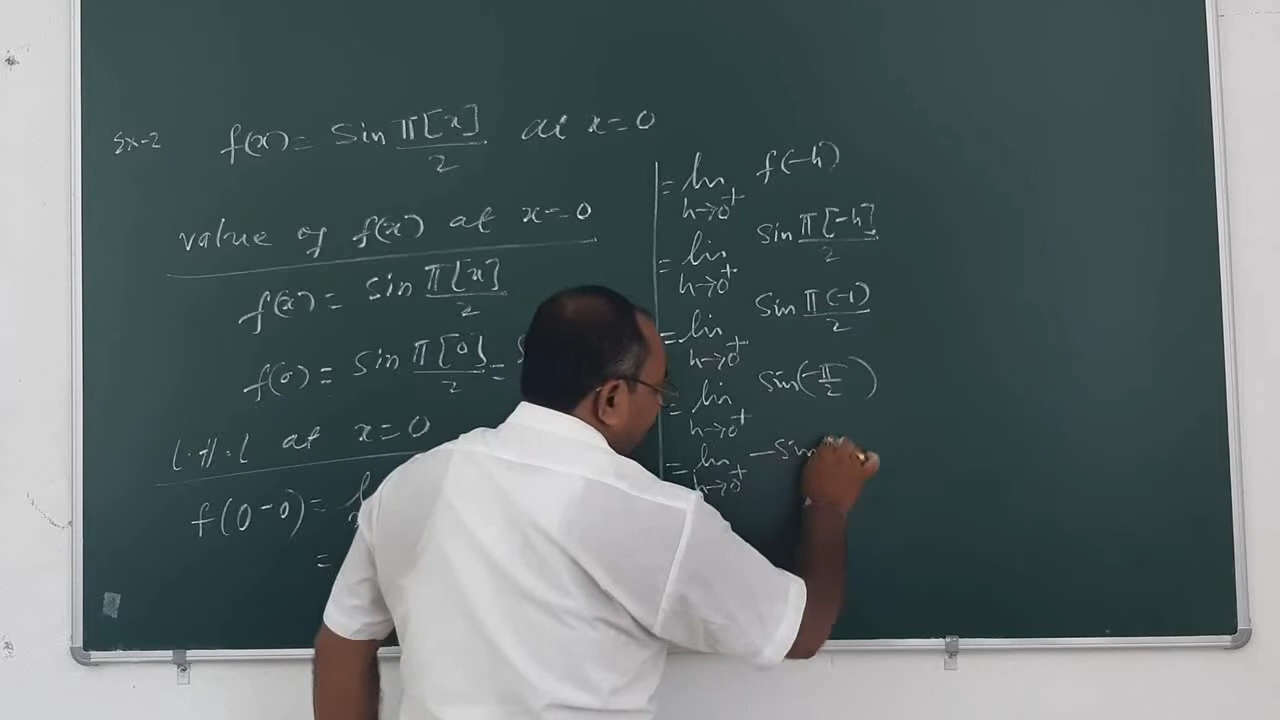 Ex-2 f(x) = Sin π[x]/2 at x=0
value of f(x) at x=0
f(x) = Sin π[x]/2
f(0) = Sin π[0]/2 =
L.H.L at x=0
f(0-0) =
=
= lim h→0⁺ f(-h)
= lim h→0⁺ Sin π[-h]/2
= lim h→0⁺ Sin π(-1)/2
= lim h→0⁺ Sin(-π/2)
= lim h→0⁺ -Sin